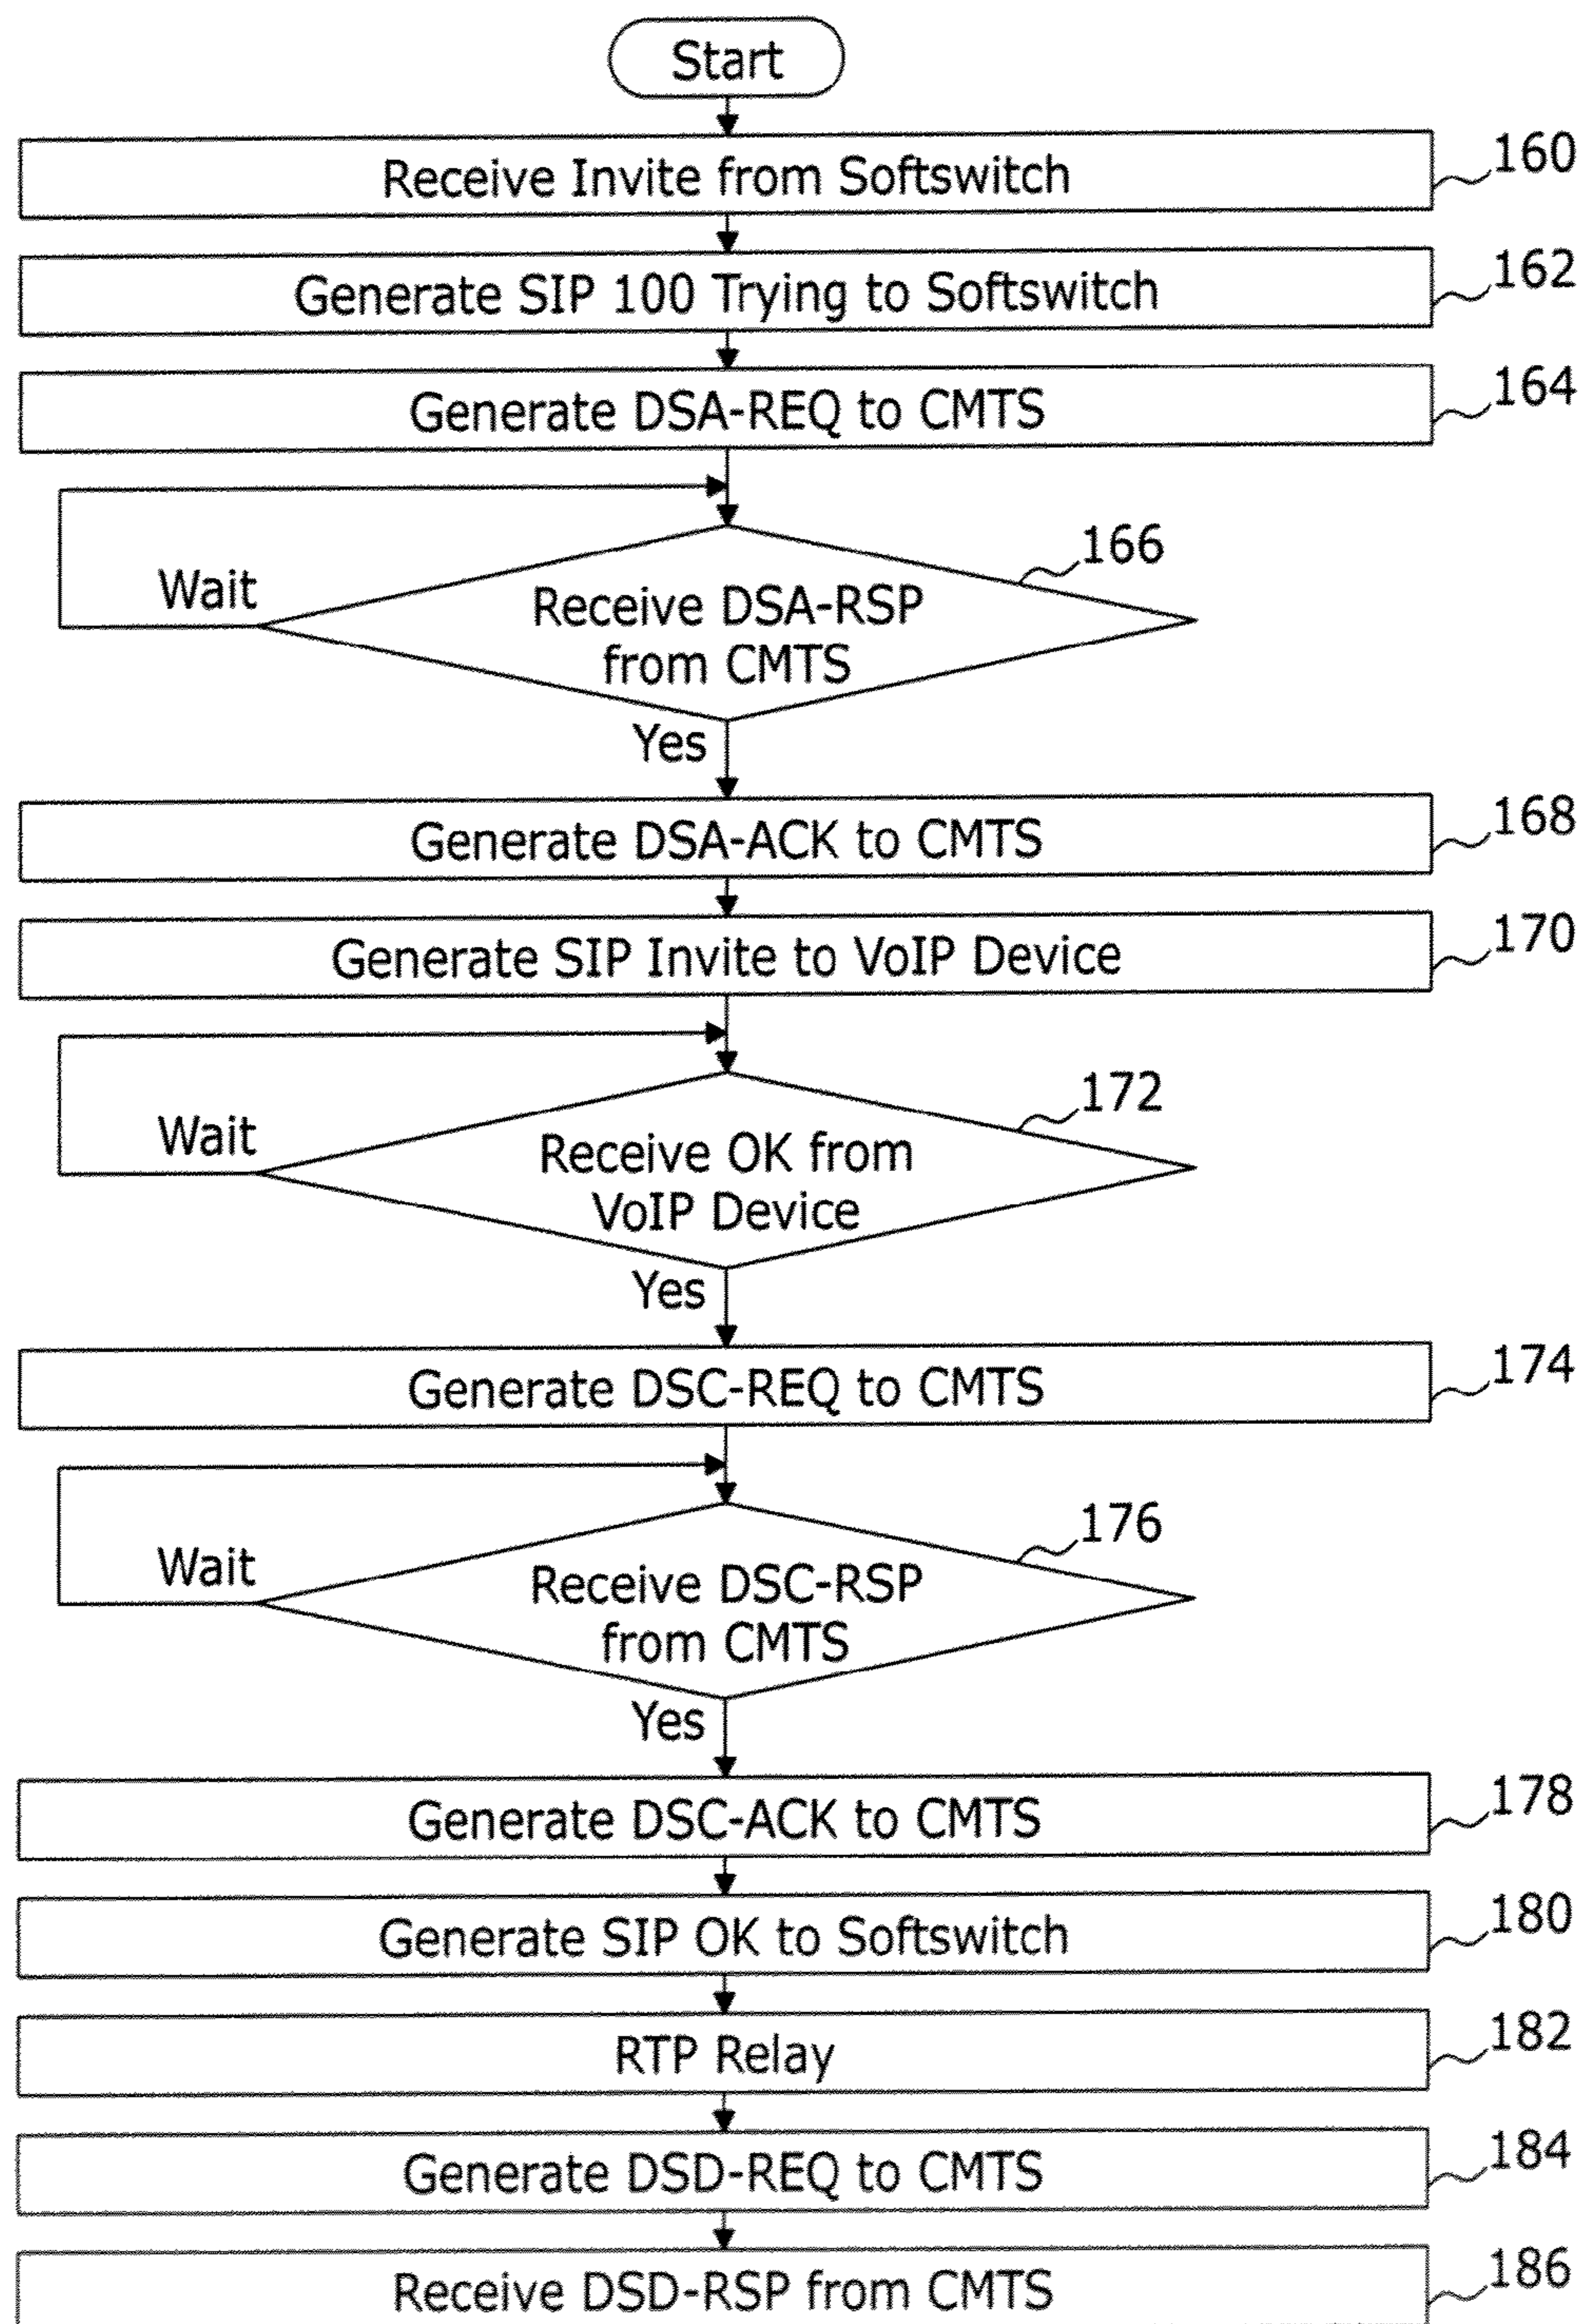 Start
Receive Invite from Softswitch
160
Generate SIP 100 Trying to Softswitch
162
Generate DSA-REQ to CMTS
164
166
Wait
Receive DSA-RSP
from CMTS
Yes
Generate DSA-ACK to CMTS
168
Generate SIP Invite to VoIP Device
170
172
Wait
Receive OK from
VoIP Device
Yes
Generate DSC-REQ to CMTS
174
176
Wait
Receive DSC-RSP
from CMTS
Yes
Generate DSC-ACK to CMTS
178
Generate SIP OK to Softswitch
180
RTP Relay
182
Generate DSD-REQ to CMTS
184
Receive DSD-RSP from CMTS
186